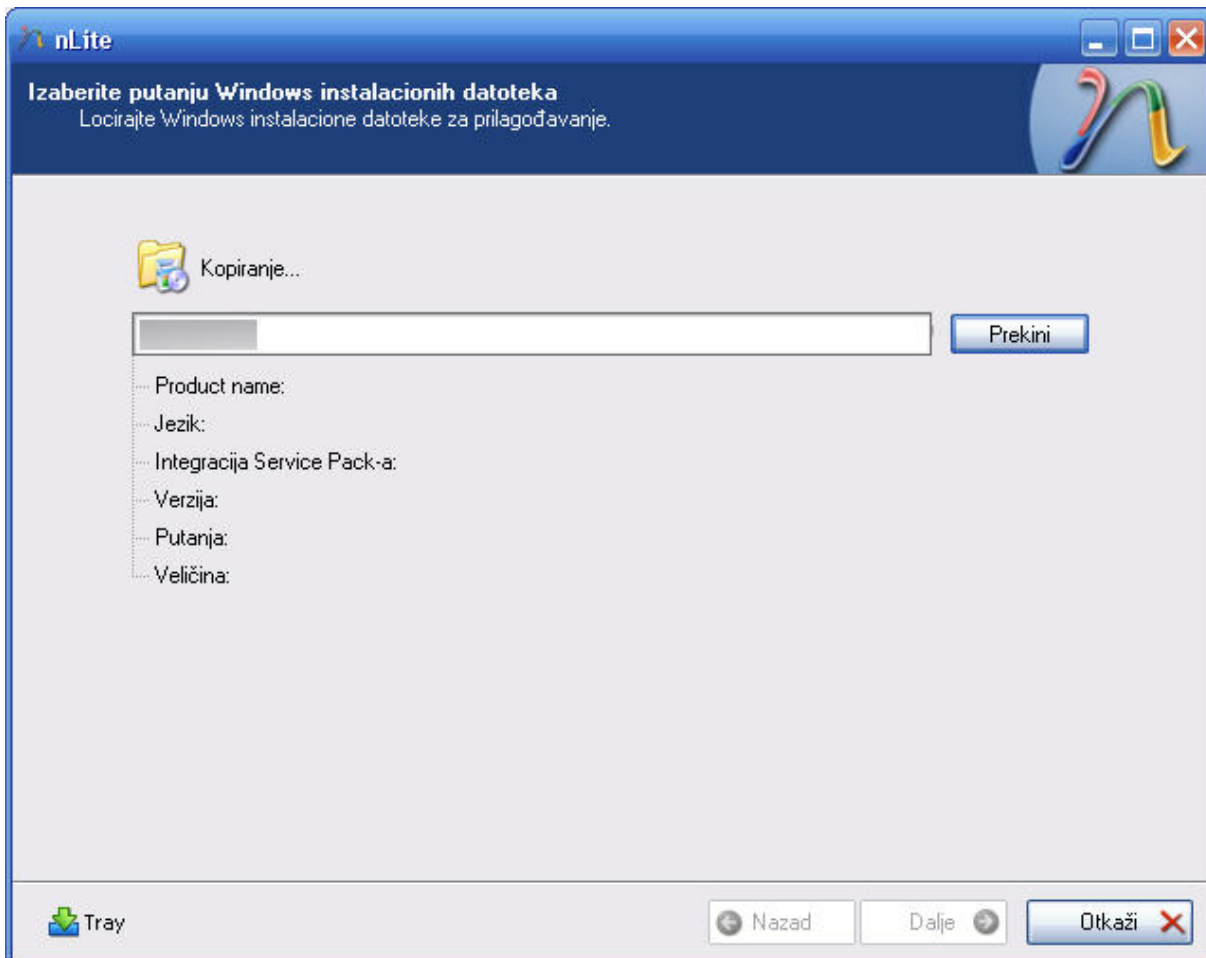 nLite
Izaberite putanju Windows instalacionih datoteka
Locirajte Windows instalacione datoteke za prilagođavanje.
Kopiranje...
Prekini
Product name:
Jezik:
Integracija Service Pack-a:
Verzija:
Putanja:
Veličina:
Tray
Nazad
Dalje
Otkaži